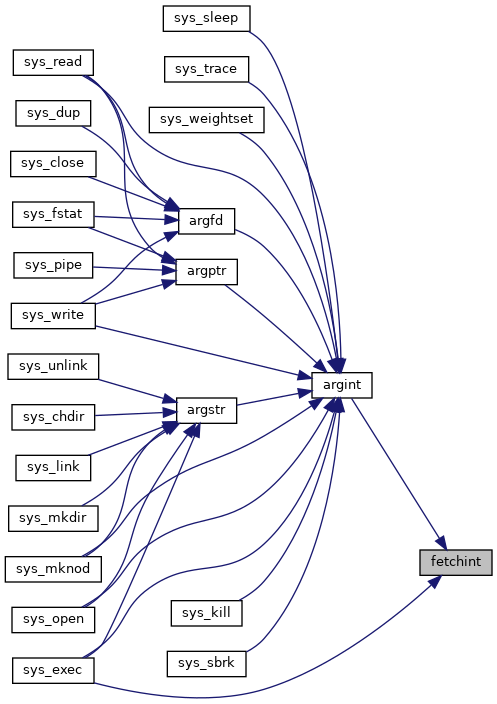 sys_sleep
sys_read
sys_trace
sys_dup
sys_weightset
sys_close
sys_fstat
argfd
sys_pipe
argptr
sys_write
sys_unlink
argint
sys_chdir
argstr
sys_link
sys_mkdir
sys_mknod
fetchint
sys_open
sys_kill
sys_exec
sys_sbrk